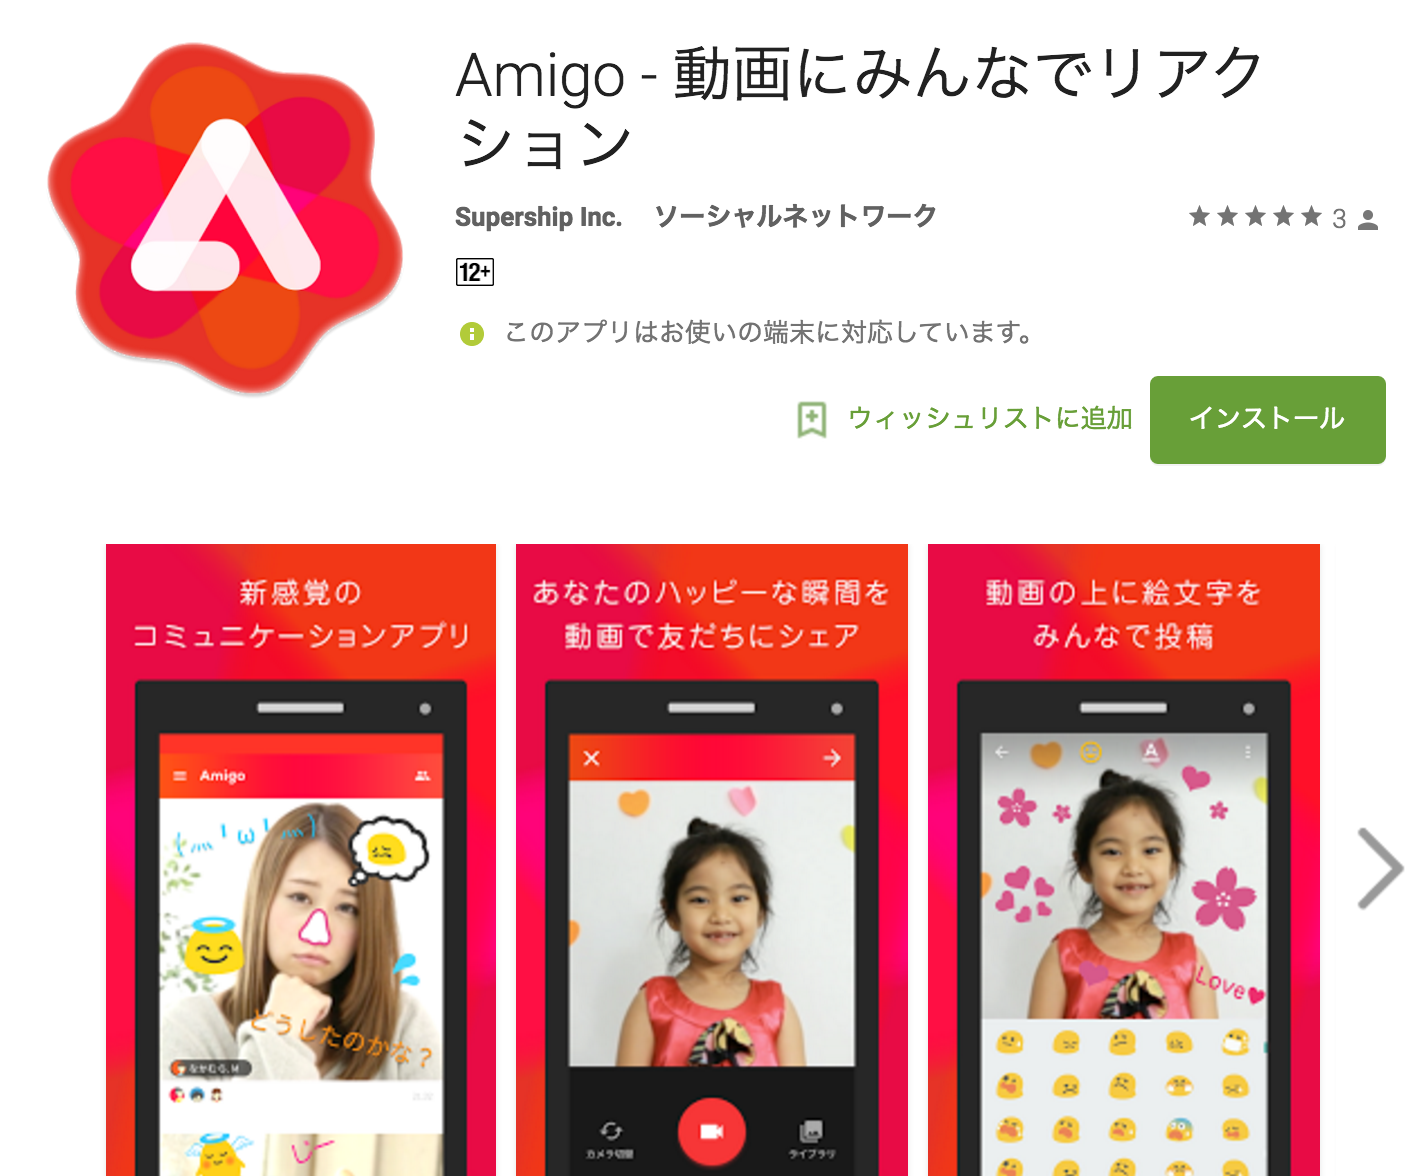 Amigo - 動画にみんなでリアク
ション
Supership Inc. ソーシャルネットワーク
3
12+
このアプリはお使いの端末に対応しています。
ウィッシュリストに追加
インストール
新感覚の
コミュニケーションアプリ
Amigo
どうしたのかな？
なかむら.M
あなたのハッピーな瞬間を
動画で友だちにシェア
カメラ切替
ライブラリ
動画の上に絵文字を
みんなで投稿
A
Love